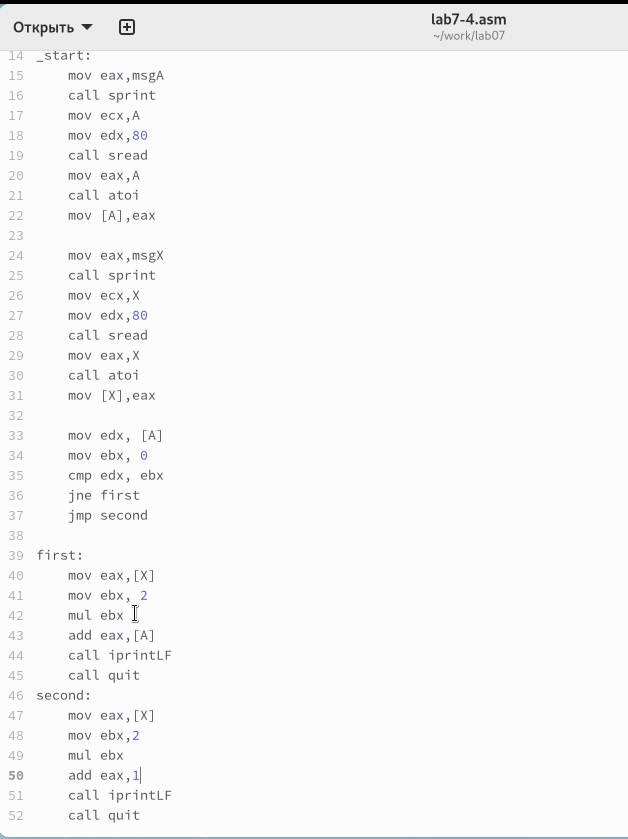 Открыть
lab7-4.asm
~/work/lab07
14 _start:
15 mov eax,msgA
16 call sprint
17 mov ecx,A
18 mov edx,80
19 call sread
20 mov eax,A
21 call atoi
22 mov [A],eax
23
24 mov eax,msgX
25 call sprint
26 mov ecx,X
27 mov edx,80
28 call sread
29 mov eax,X
30 call atoi
31 mov [X],eax
32
33 mov edx, [A]
34 mov ebx, 0
35 cmp edx, ebx
36 jne first
37 jmp second
38
39 first:
40 mov eax,[X]
41 mov ebx, 2
42 mul ebx
43 add eax,[A]
44 call iprintLF
45 call quit
46 second:
47 mov eax,[X]
48 mov ebx,2
49 mul ebx
50 add eax,1
51 call iprintLF
52 call quit